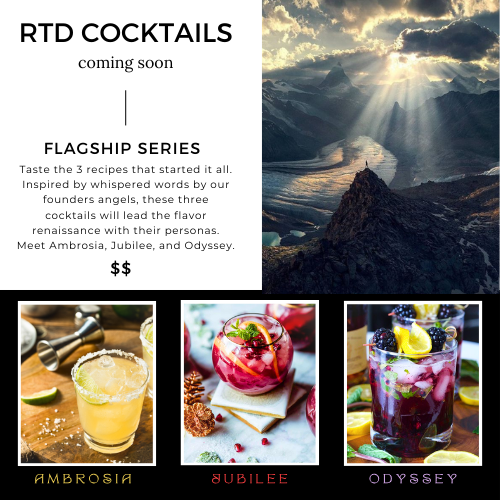 RTD COCKTAILS
coming soon
FLAGSHIP SERIES
Taste the 3 recipes that started it all.
Inspired by whispered words by our
founders angels, these three
cocktails will lead the flavor
renaissance with their personas.
Meet Ambrosia, Jubilee, and Odyssey.
$$
AMBROSIA
JUBILEE
ODYSSEY